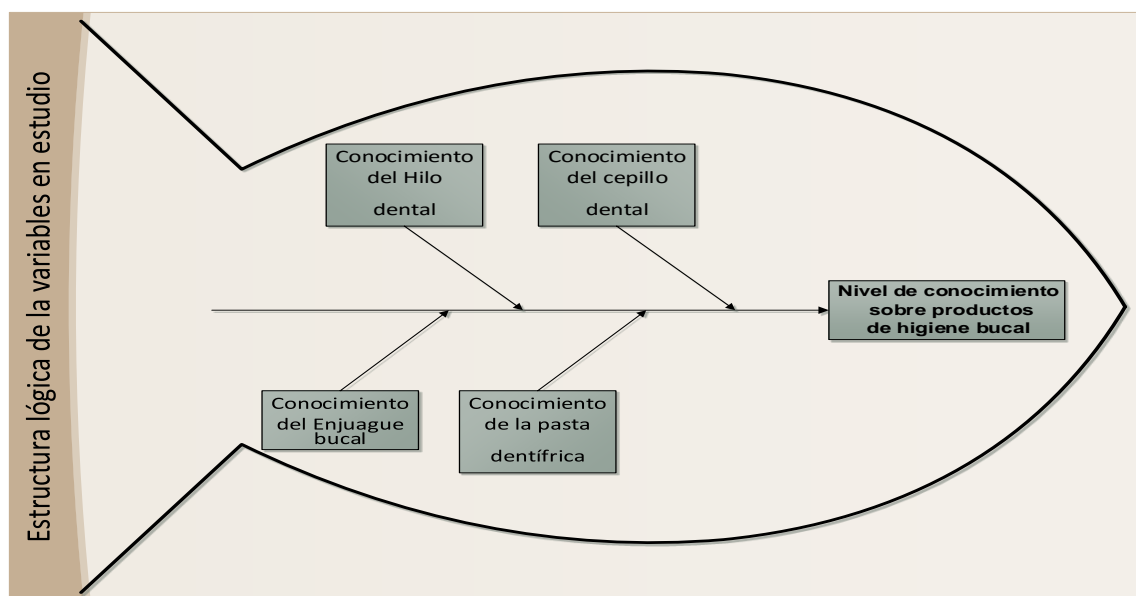 Estructura lógica de la variables en estudio
Conocimiento
del Hilo
dental
Conocimiento
del cepillo
dental
Nivel de conocimiento
sobre productos
de higiene bucal
Conocimiento
del Enjuague
bucal
Conocimiento
de la pasta
dentífrica